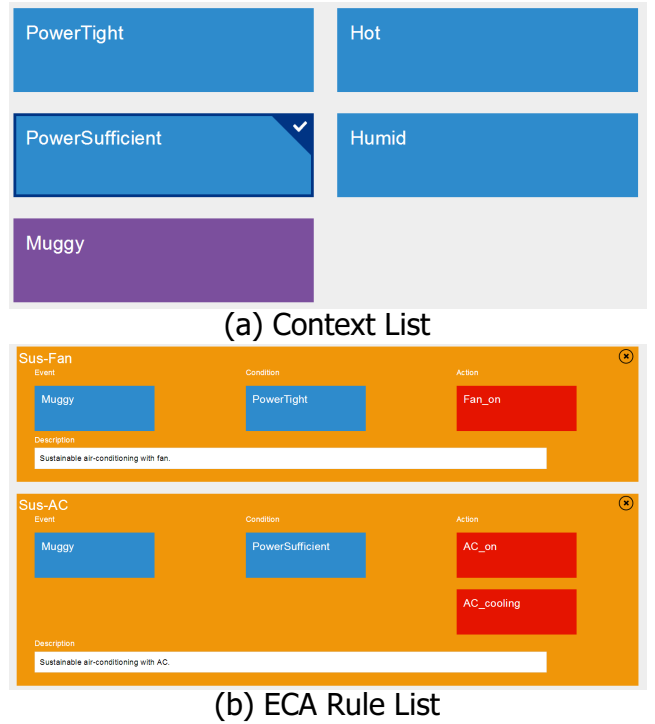 PowerTight
Hot
PowerSufficient
Humid
Muggy
(a) Context List
Sus-Fan
Event
Condition
Action
Muggy
PowerTight
Fan_on
Description
Sustainable air-conditioning with fan.
Sus-AC
Event
Condition
Action
Muggy
PowerSufficient
AC_on
AC_cooling
Description
Sustainable air-conditioning with AC.
(b) ECA Rule List